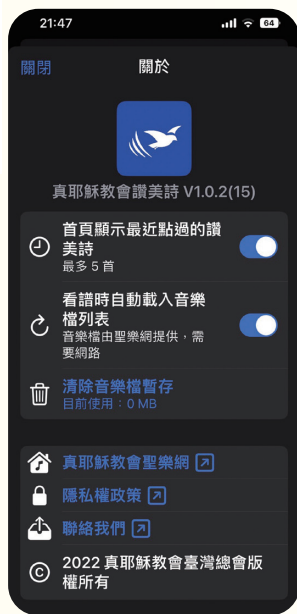 21:47
64
關閉
關於
真耶穌教會讚美詩 V1.0.2(15)
首頁顯示最近點過的讚
美詩
最多 5 首
看譜時自動載入音樂
檔列表
音樂檔由聖樂網提供，需
要網路
清除音樂檔暫存
目前使用：0 MB
真耶穌教會聖樂網
隱私權政策
聯絡我們
© 2022 真耶穌教會臺灣總會版
權所有